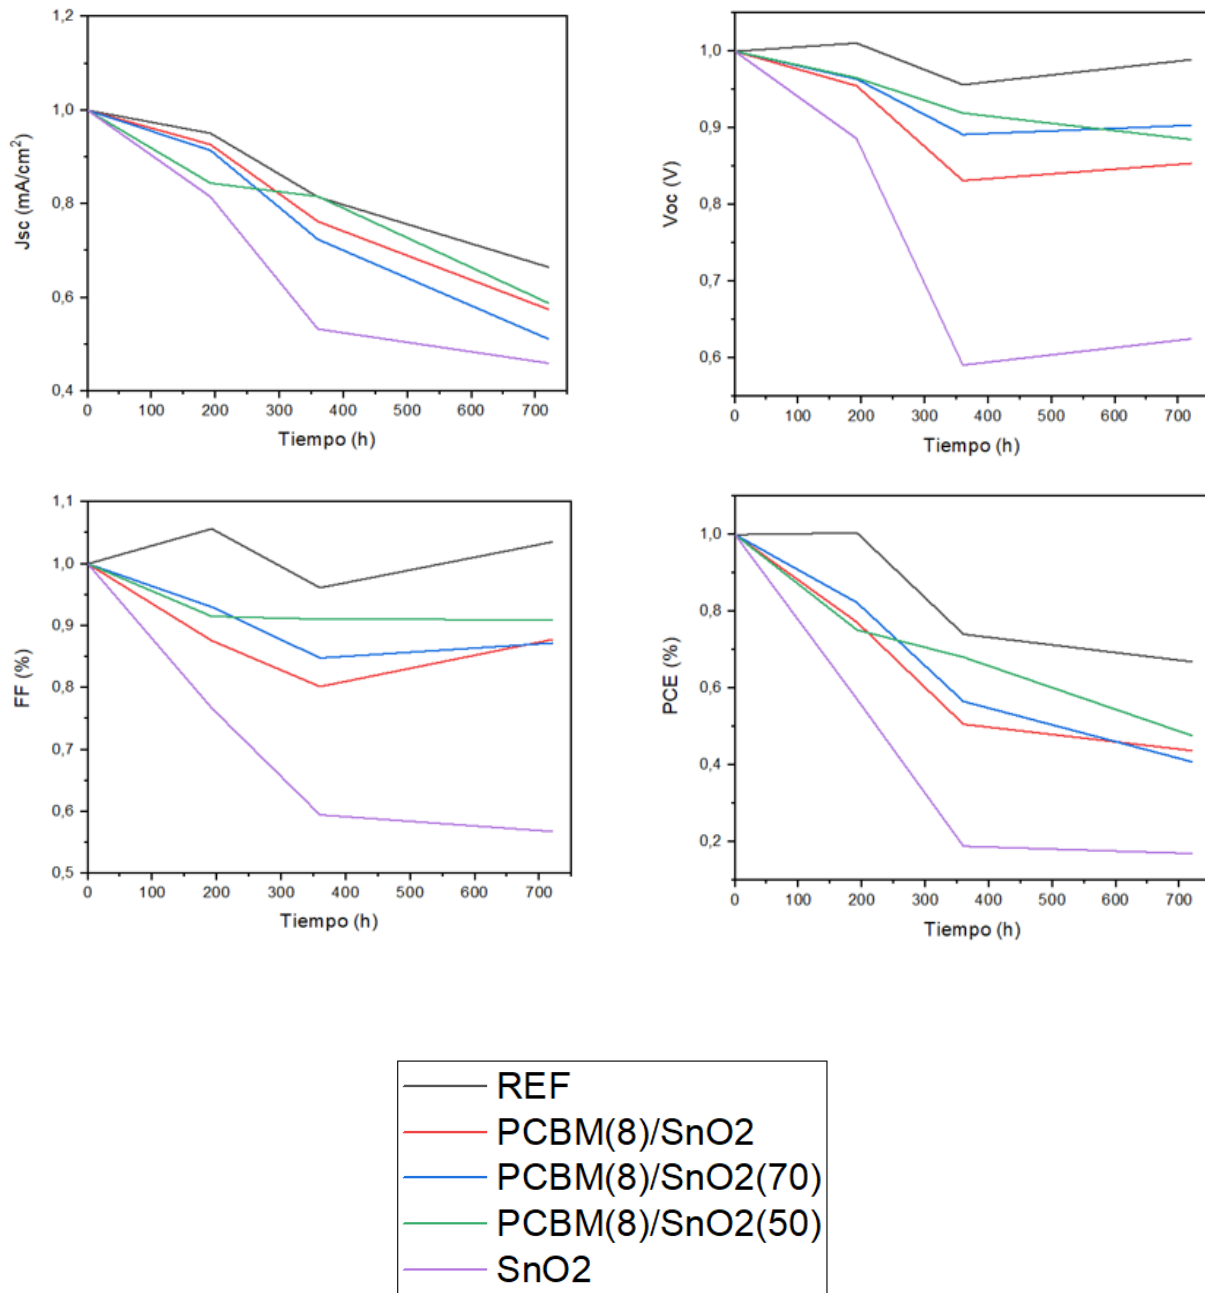 1,2
1,0
0,8
0,6
0,4
Jsc (mA/cm²)
0 100 200 300 400 500 600 700
Tiempo (h)
1,0
0,9
0,8
0,7
0,6
Voc (V)
0 100 200 300 400 500 600 700
Tiempo (h)
1,1
1,0
0,9
0,8
0,7
0,6
0,5
FF (%)
0 100 200 300 400 500 600 700
Tiempo (h)
1,0
0,8
0,6
0,4
0,2
PCE (%)
0 100 200 300 400 500 600 700
Tiempo (h)
REF
PCBM(8)/SnO2
PCBM(8)/SnO2(70)
PCBM(8)/SnO2(50)
SnO2